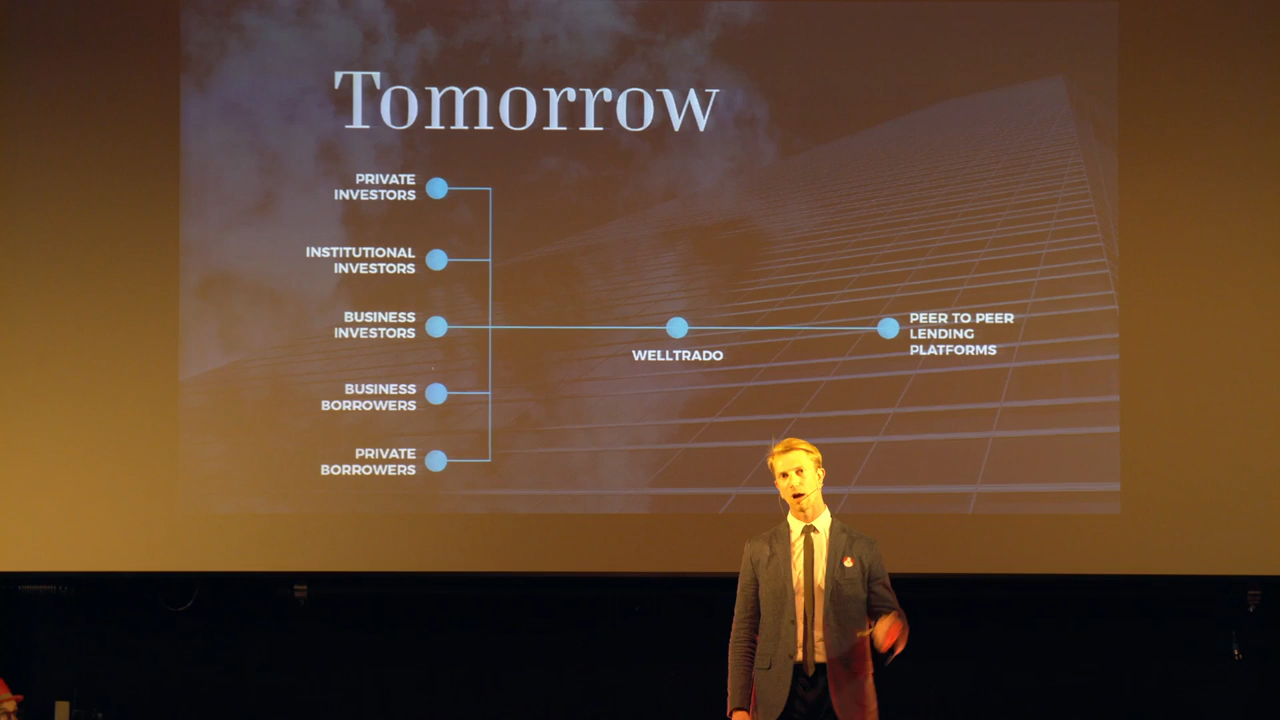 Tomorrow
PRIVATE
INVESTORS
INSTITUTIONAL
INVESTORS
BUSINESS
INVESTORS
BUSINESS
BORROWERS
PRIVATE
BORROWERS
WELLTRADO
PEER TO PEER
LENDING
PLATFORMS